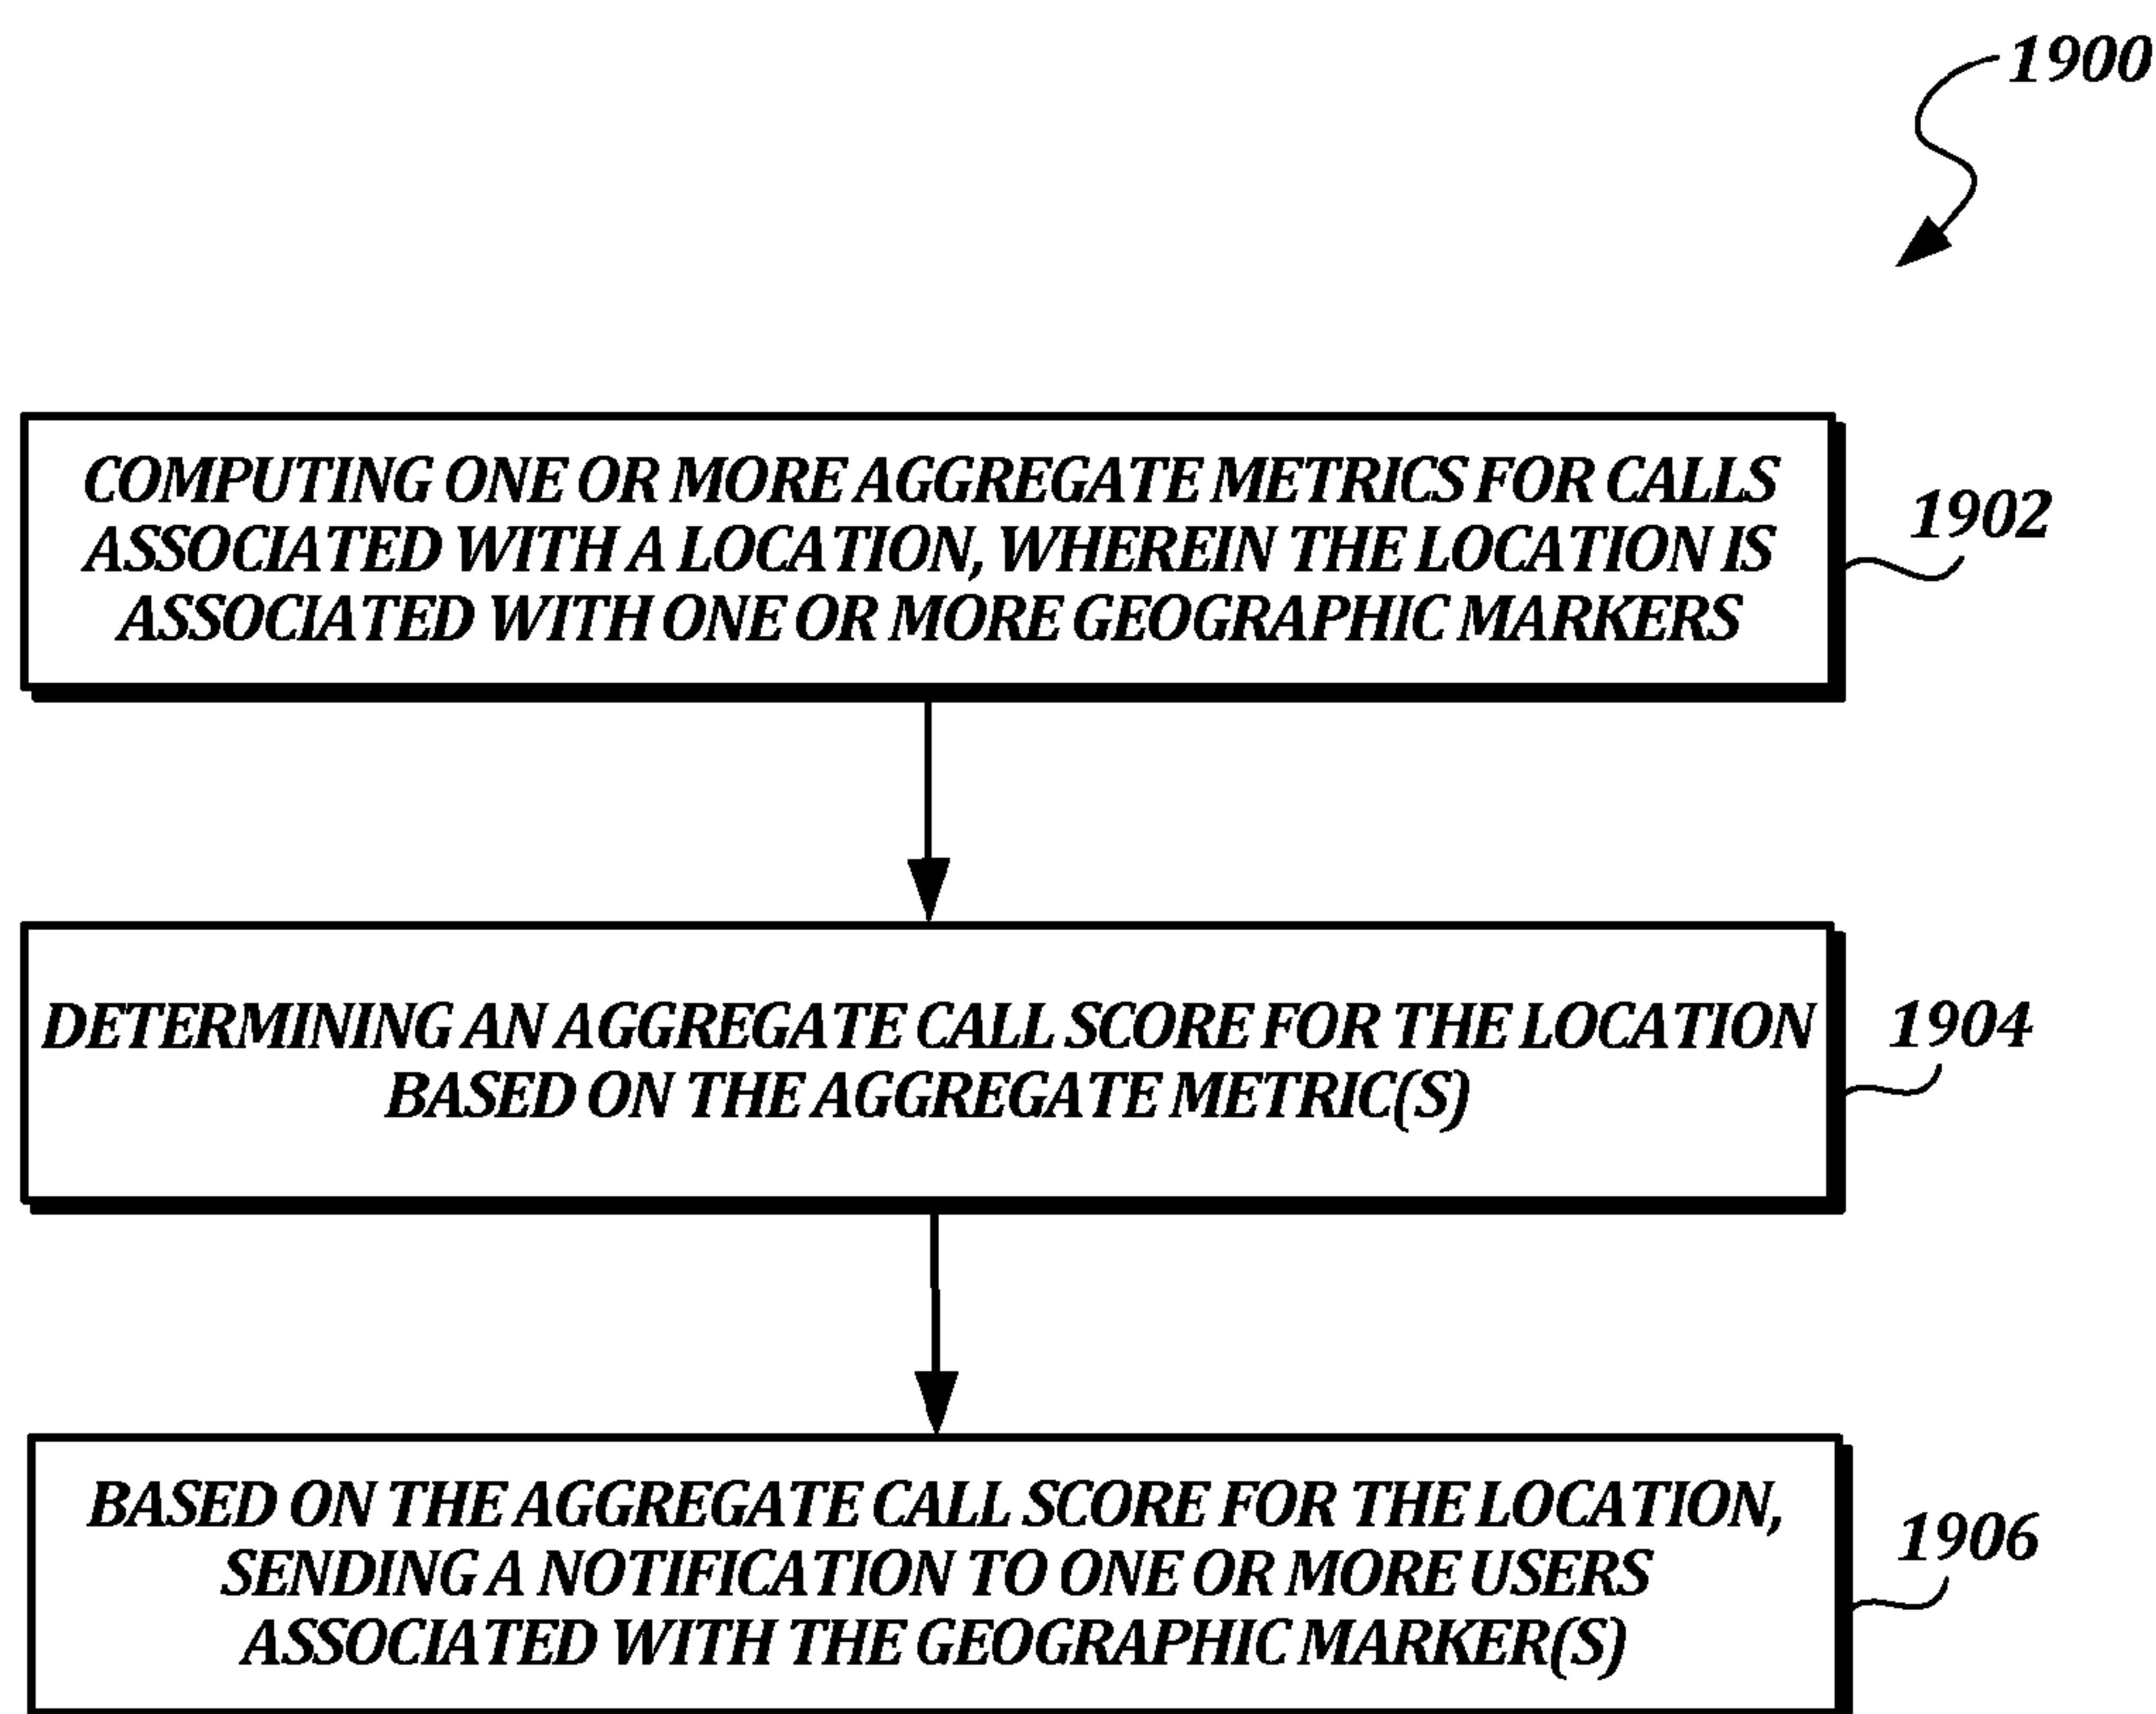 1900
COMPUTING ONE OR MORE AGGREGATE METRICS FOR CALLS
ASSOCIATED WITH A LOCATION, WHEREIN THE LOCATION IS
ASSOCIATED WITH ONE OR MORE GEOGRAPHIC MARKERS
1902
DETERMINING AN AGGREGATE CALL SCORE FOR THE LOCATION
BASED ON THE AGGREGATE METRIC(S)
1904
BASED ON THE AGGREGATE CALL SCORE FOR THE LOCATION,
SENDING A NOTIFICATION TO ONE OR MORE USERS
ASSOCIATED WITH THE GEOGRAPHIC MARKER(S)
1906